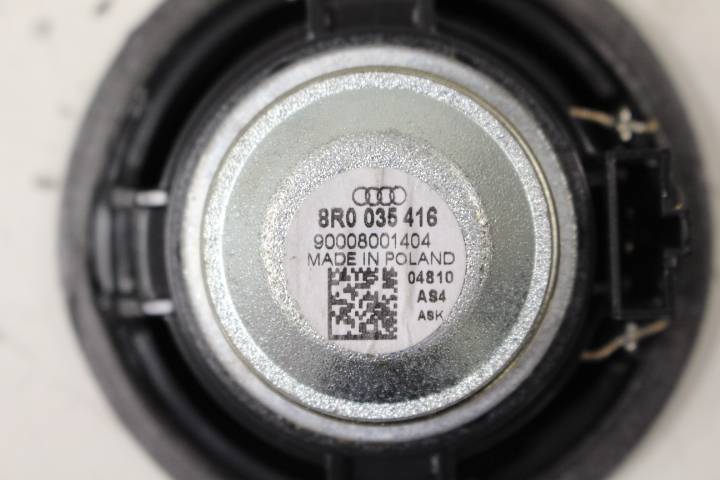 8R0 035 416
90008001404
MADE IN POLAND
04810
AS4
ASK